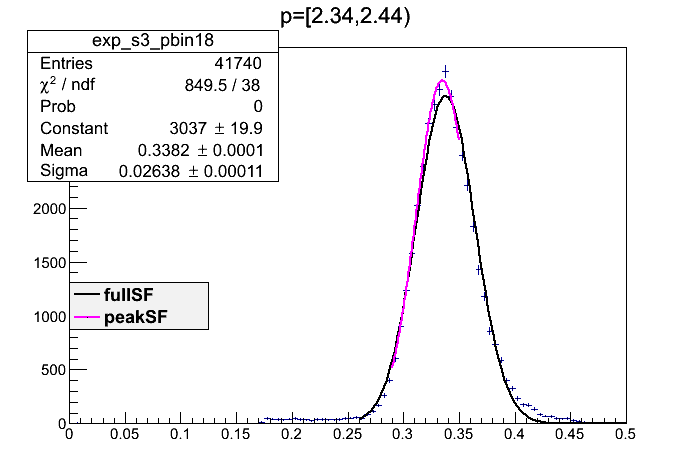 p=[2.34,2.44)
exp_s3_pbin18
Entries 41740
χ² / ndf 849.5 / 38
Prob 0
Constant 3037 ± 19.9
Mean 0.3382 ± 0.0001
Sigma 0.02638 ± 0.00011
2000
1500
1000
500
0
fullSF
peakSF
0 0.05 0.1 0.15 0.2 0.25 0.3 0.35 0.4 0.45 0.5